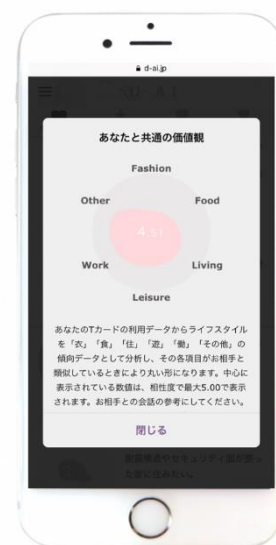 d-ai.jp
あなたと共通の価値観
Fashion
Other
Food
4.51
Work
Living
Leisure
あなたのTカードの利用データからライフスタイル
を「衣」「食」「住」「遊」「働」「その他」の
傾向データとして分析し、その各項目がお相手と
類似しているときにより丸い形になります。中心に
表示されている数値は、相性度で最大5.00で表示
されます。お相手との会話の参考にしてください。
閉じる